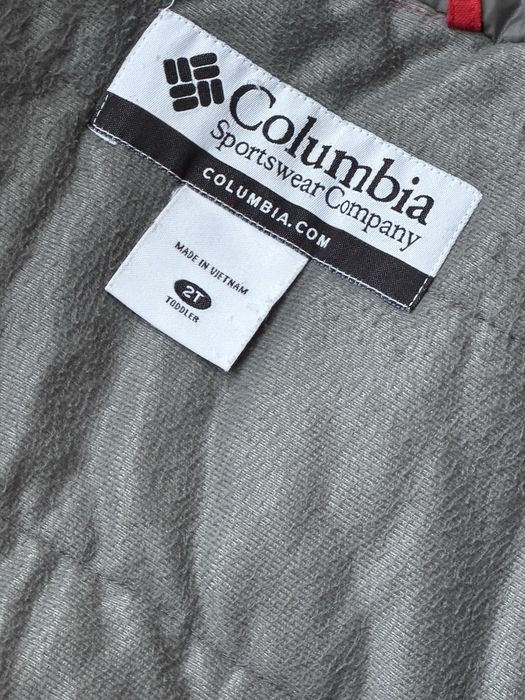 Columbia
Sportswear Company
COLUMBIA.COM
MADE IN VIETNAM
2T
TODDLER